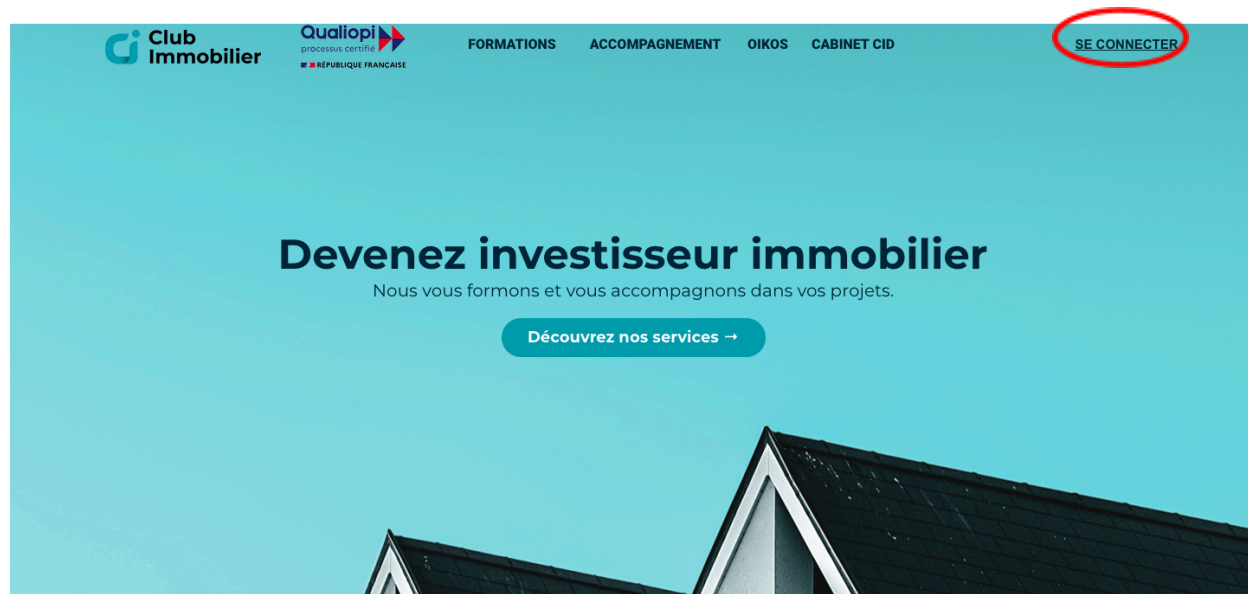 Club
Immobilier
Qualiopi
processus certifié
RÉPUBLIQUE FRANÇAISE
FORMATIONS
ACCOMPAGNEMENT
OIKOS
CABINET CID
SE CONNECTER
Devenez investisseur immobilier
Nous vous formons et vous accompagnons dans vos projets.
Découvrez nos services →